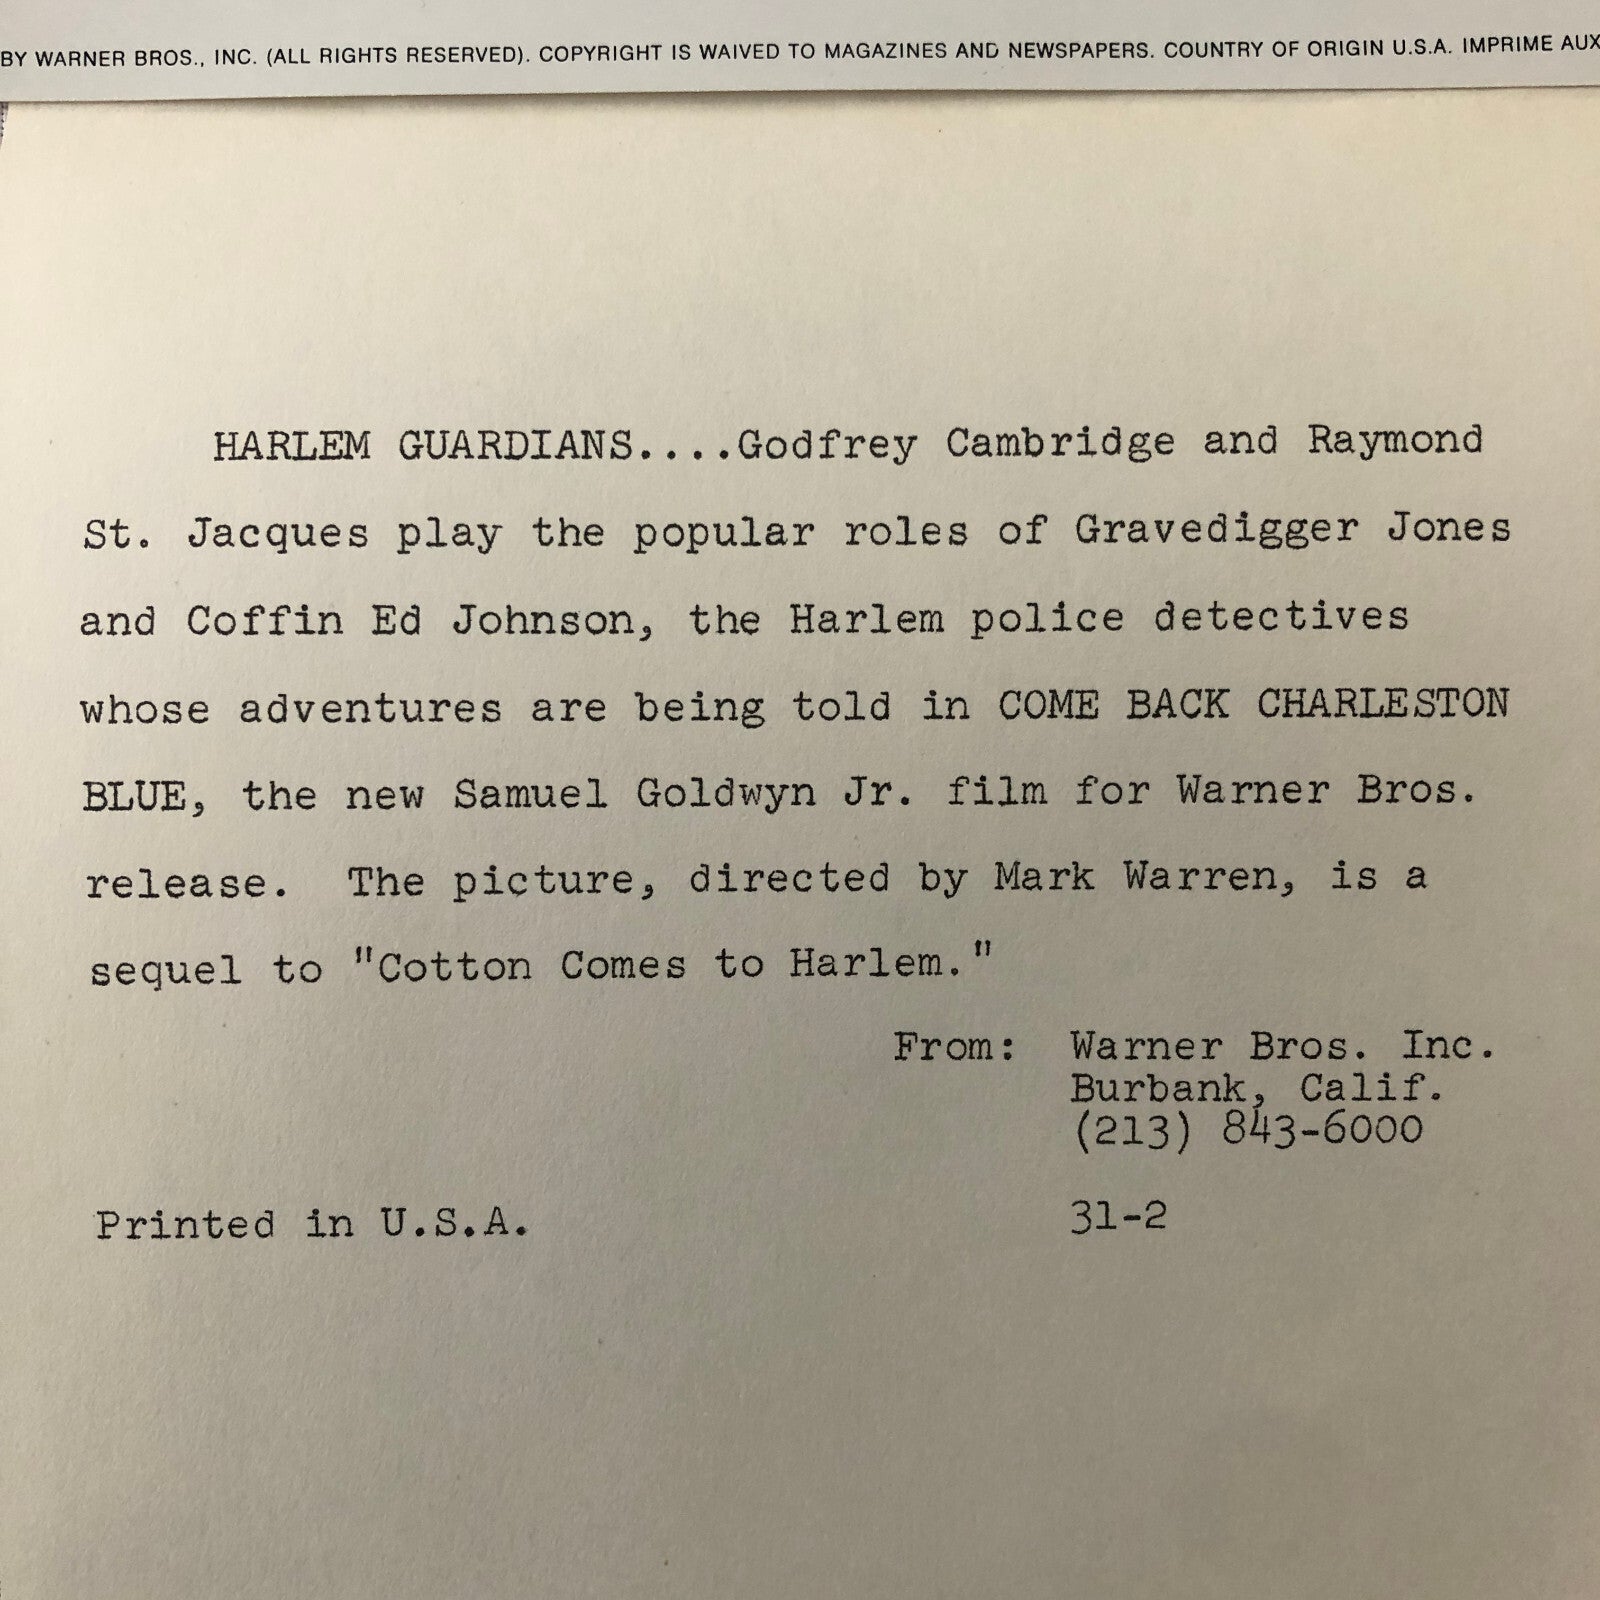 BY WARNER BROS., INC. (ALL RIGHTS RESERVED). COPYRIGHT IS WAIVED TO MAGAZINES AND NEWSPAPERS. COUNTRY OF ORIGIN U.S.A. IMPRIME AUX
HARLEM GUARDIANS....Godfrey Cambridge and Raymond
St. Jacques play the popular roles of Gravedigger Jones
and Coffin Ed Johnson, the Harlem police detectives
whose adventures are being told in COME BACK CHARLESTON
BLUE, the new Samuel Goldwyn Jr. film for Warner Bros.
release.  The picture, directed by Mark Warren, is a
sequel to "Cotton Comes to Harlem."
From:  Warner Bros. Inc.
Burbank, Calif.
(213) 843-6000
Printed in U.S.A.  31-2